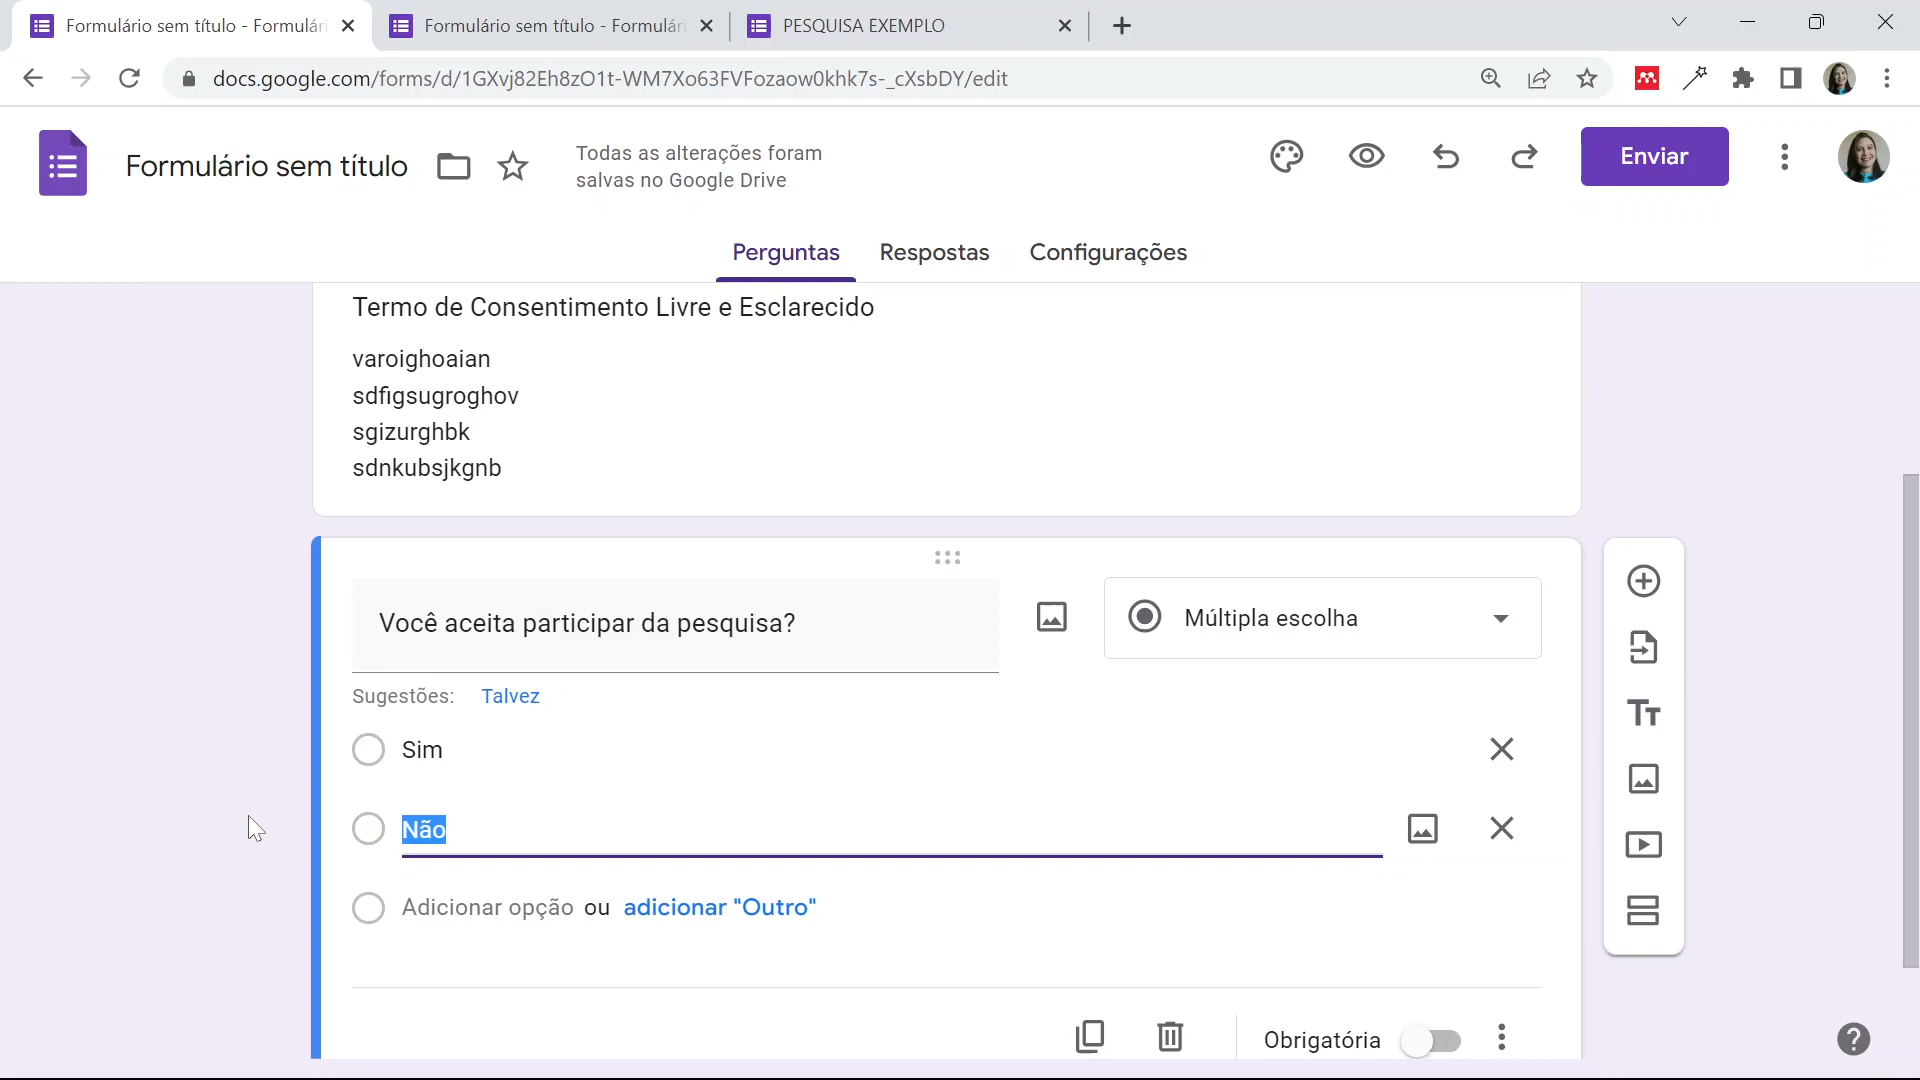 Formulário sem título - Formulári
Formulário sem título - Formulári
PESQUISA EXEMPLO
docs.google.com/forms/d/1GXvj82Eh8zO1t-WM7Xo63FVFozaow0khk7s-_cXsbDY/edit
Formulário sem título
Todas as alterações foram
salvas no Google Drive
Enviar
Perguntas
Respostas
Configurações
Termo de Consentimento Livre e Esclarecido
varoighoaian
sdfigsugroghov
sgizurghbk
sdnkubsjkgnb
Você aceita participar da pesquisa?
Múltipla escolha
Sugestões: Talvez
Sim
Não
Adicionar opção ou adicionar "Outro"
Obrigatória